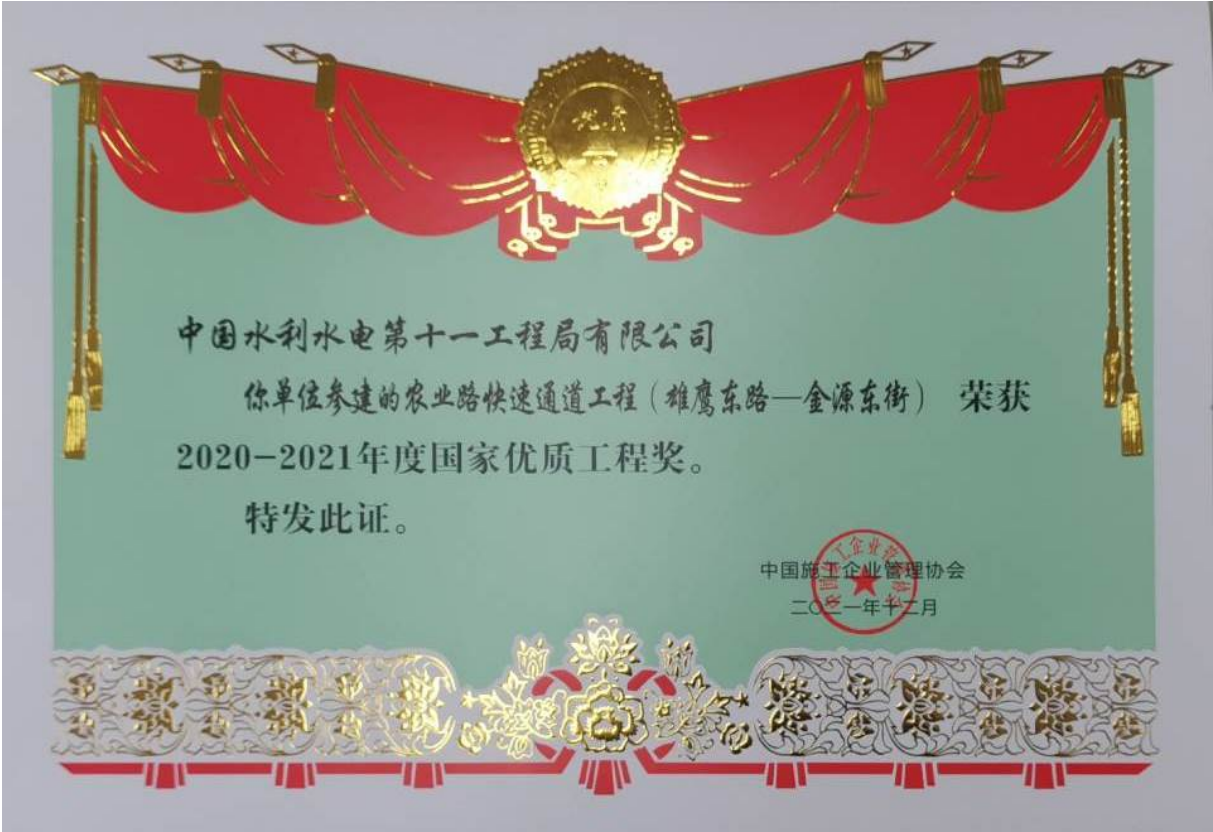 中国水利水电第十一工程局有限公司
你单位参建的农业路快速通道工程（雄鹰东路—金源东街） 荣获
2020-2021年度国家优质工程奖。
特发此证。
中国施工企业管理协会
二〇二一年十二月